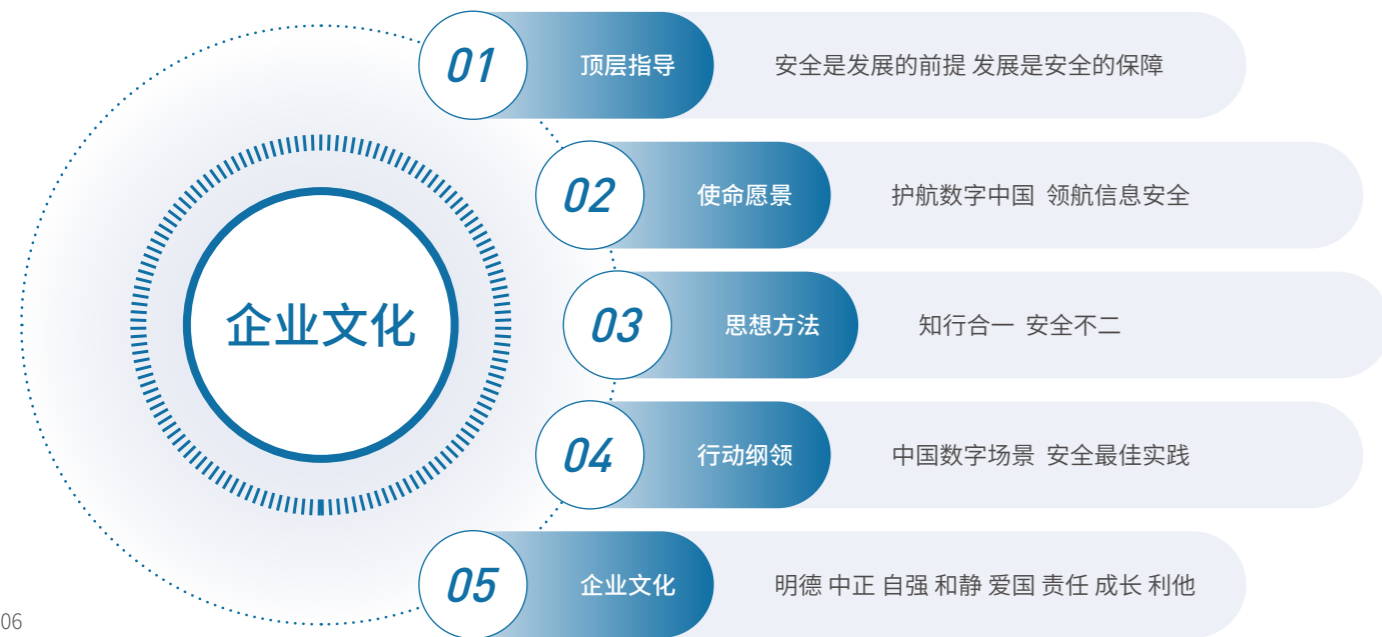 企业文化
01 顶层指导 安全是发展的前提 发展是安全的保障
02 使命愿景 护航数字中国 领航信息安全
03 思想方法 知行合一 安全不二
04 行动纲领 中国数字场景 安全最佳实践
05 企业文化 明德 中正 自强 和静 爱国 责任 成长 利他
06